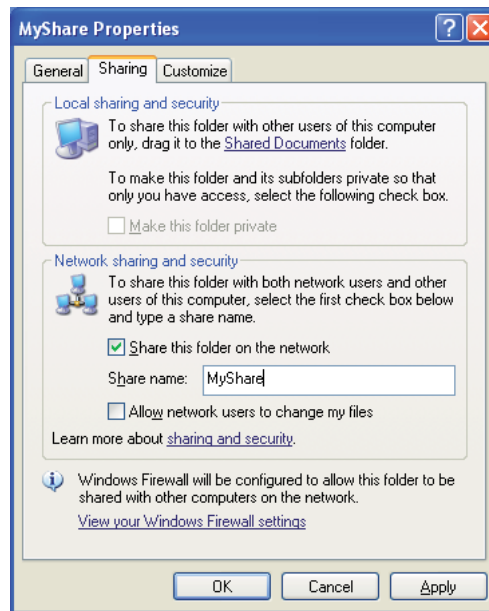 MyShare Properties
General Sharing Customize
Local sharing and security
To share this folder with other users of this computer
only, drag it to the Shared Documents folder.
To make this folder and its subfolders private so that
only you have access, select the following check box.
Make this folder private
Network sharing and security
To share this folder with both network users and other
users of this computer, select the first check box below
and type a share name.
Share this folder on the network
Share name: MyShare
Allow network users to change my files
Learn more about sharing and security.
Windows Firewall will be configured to allow this folder to be
shared with other computers on the network.
View your Windows Firewall settings
OK Cancel Apply